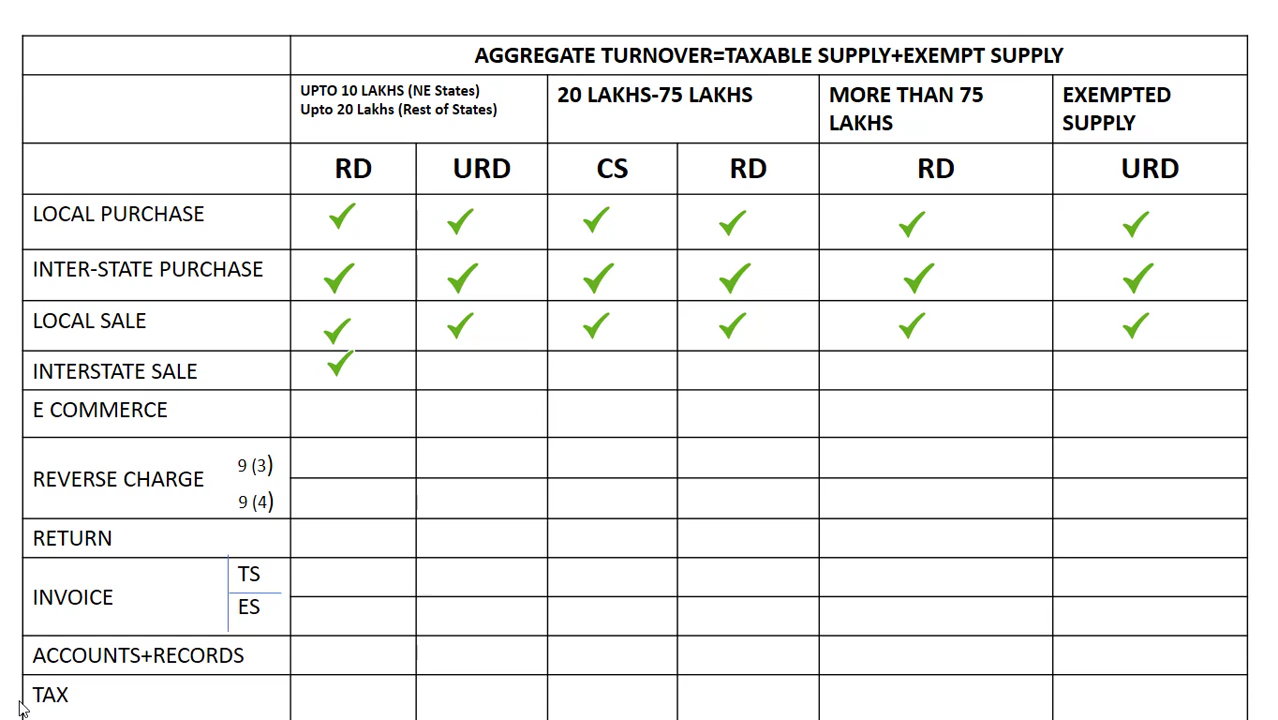 AGGREGATE TURNOVER=TAXABLE SUPPLY+EXEMPT SUPPLY
UPTO 10 LAKHS (NE States)
Upto 20 Lakhs (Rest of States)
20 LAKHS-75 LAKHS
MORE THAN 75
LAKHS
EXEMPTED
SUPPLY
RD URD CS RD RD URD
LOCAL PURCHASE
INTER-STATE PURCHASE
LOCAL SALE
INTERSTATE SALE
E COMMERCE
REVERSE CHARGE
9 (3)
9 (4)
RETURN
INVOICE
TS
ES
ACCOUNTS+RECORDS
TAX